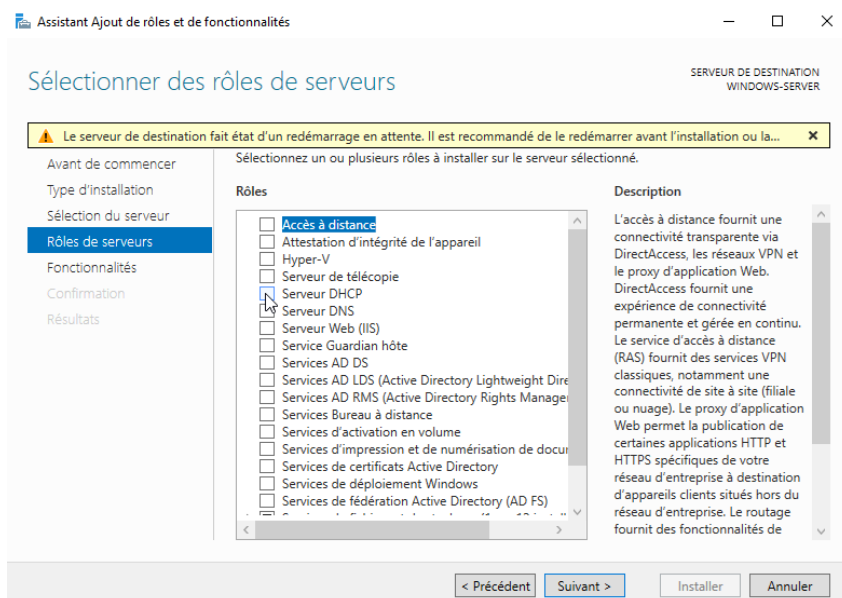 Assistant Ajout de rôles et de fonctionnalités
Sélectionner des rôles de serveurs
SERVEUR DE DESTINATION
WINDOWS-SERVER
Le serveur de destination fait état d'un redémarrage en attente. Il est recommandé de le redémarrer avant l'installation ou la...
Avant de commencer
Type d'installation
Sélection du serveur
Rôles de serveurs
Fonctionnalités
Confirmation
Résultats
Sélectionnez un ou plusieurs rôles à installer sur le serveur sélectionné.
Rôles
Accès à distance
Attestation d'intégrité de l'appareil
Hyper-V
Serveur de télécopie
Serveur DHCP
Serveur DNS
Serveur Web (IIS)
Service Guardian hôte
Services AD DS
Services AD LDS (Active Directory Lightweight Dire
Services AD RMS (Active Directory Rights Manager
Services Bureau à distance
Services d'activation en volume
Services d'impression et de numérisation de docu
Services de certificats Active Directory
Services de déploiement Windows
Services de fédération Active Directory (AD FS)
Description
L'accès à distance fournit une
connectivité transparente via
DirectAccess, les réseaux VPN et
le proxy d'application Web.
DirectAccess fournit une
expérience de connectivité
permanente et gérée en continu.
Le service d'accès à distance
(RAS) fournit des services VPN
classiques, notamment une
connectivité de site à site (filiale
ou nuage). Le proxy d'application
Web permet la publication de
certaines applications HTTP et
HTTPS spécifiques de votre
réseau d'entreprise à destination
d'appareils clients situés hors du
réseau d'entreprise. Le routage
fournit des fonctionnalités de
< Précédent
Suivant >
Installer
Annuler